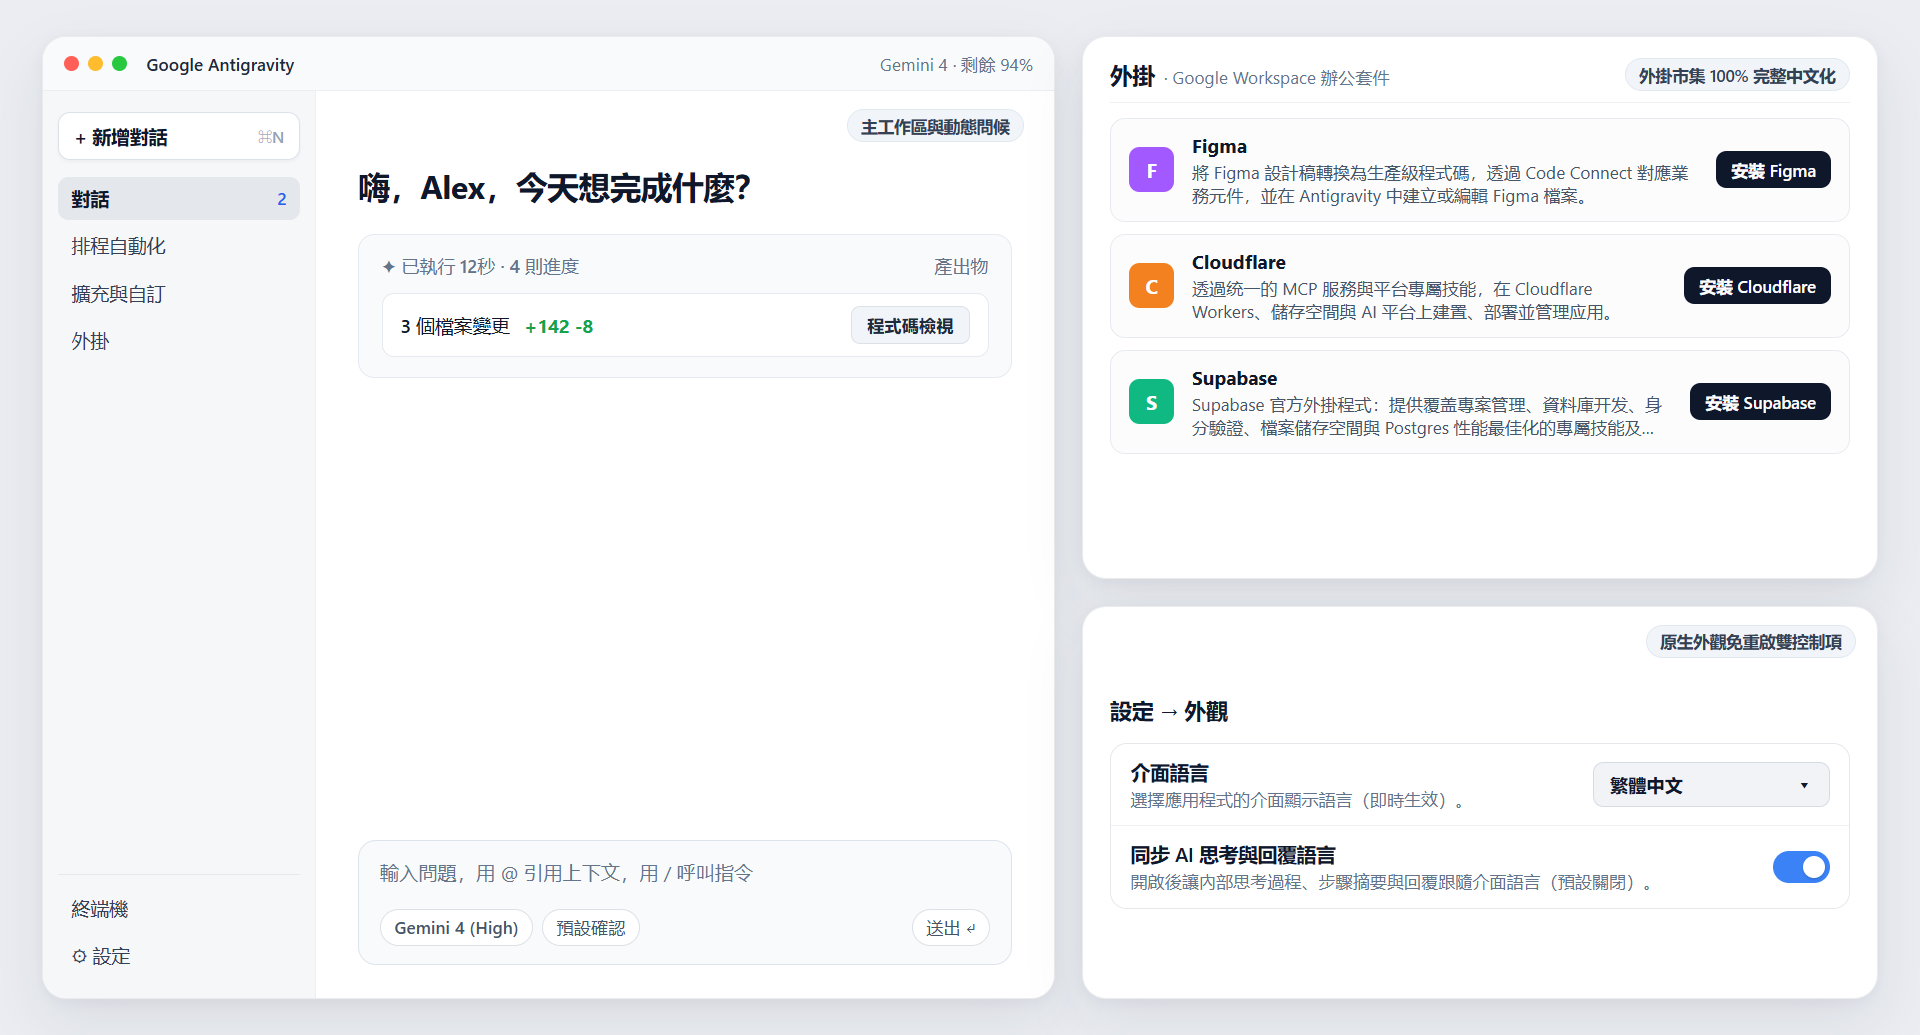 Google Antigravity
Gemini 4 · 剩餘 94%
+ 新增對話
⌘N
對話
2
排程自動化
擴充與自訂
外掛
終端機
⚙ 設定
主工作區與動態問候
嗨，Alex，今天想完成什麼？
✦ 已執行 12秒 · 4 則進度
產出物
3 個檔案變更 +142 -8
程式碼檢視
輸入問題，用 @ 引用上下文，用 / 呼叫指令
Gemini 4 (High)
預設確認
送出 ↵
外掛 · Google Workspace 辦公套件
外掛市集 100% 完整中文化
F
Figma
將 Figma 設計稿轉換為生產級程式碼，透過 Code Connect 對應業
務元件，並在 Antigravity 中建立或編輯 Figma 檔案。
安裝 Figma
C
Cloudflare
透過统一的 MCP 服務與平台專屬技能，在 Cloudflare
Workers、儲存空間與 AI 平台上建置、部署並管理应用。
安裝 Cloudflare
S
Supabase
Supabase 官方外掛程式：提供覆盖專案管理、資料庫开发、身
分驗證、檔案儲存空間與 Postgres 性能最佳化的專屬技能及...
安裝 Supabase
原生外觀免重啟雙控制項
設定 → 外觀
介面語言
選擇應用程式的介面顯示語言（即時生效）。
繁體中文 ▾
同步 AI 思考與回覆語言
開啟後讓內部思考過程、步驟摘要與回覆跟隨介面語言（預設關閉）。